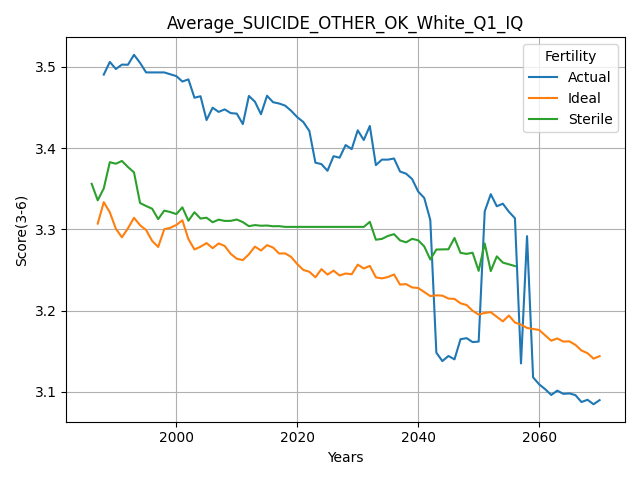 Average_SUICIDE_OTHER_OK_White_Q1_IQ
Fertility
Actual
Ideal
Sterile
Score(3-6)
3.5
3.4
3.3
3.2
3.1
2000
2020
2040
2060
Years